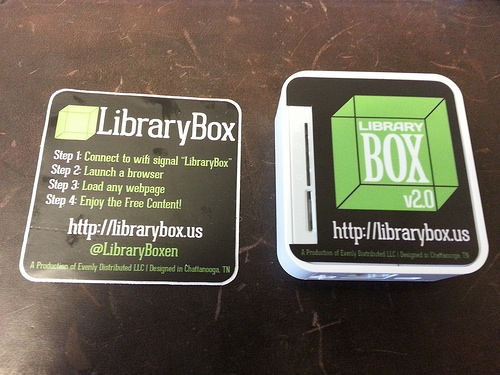 LibraryBox
Step 1: Connect to wifi signal "LibraryBox"
Step 2: Launch a browser
Step 3: Load any webpage
Step 4: Enjoy the Free Content!
http://librarybox.us
@LibraryBoxen
A Production of Evenly Distributed LLC | Designed in Chattanooga, TN
LIBRARY
BOX
v2.0
http://librarybox.us
A Production of Evenly Distributed LLC | Designed in Chattanooga, TN